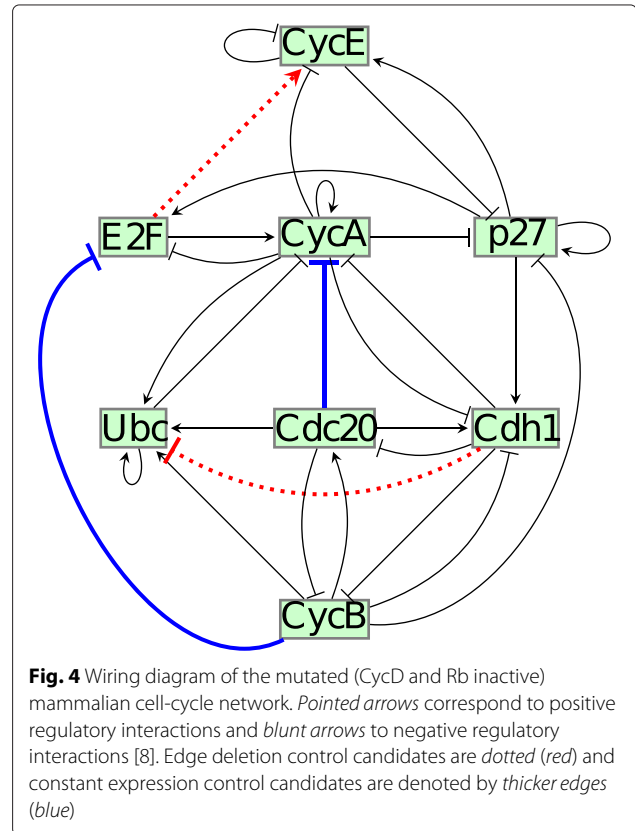 CycE
E2F
CycA
p27
Ubc
Cdc20
Cdh1
CycB
Fig. 4 Wiring diagram of the mutated (CycD and Rb inactive)
mammalian cell-cycle network. Pointed arrows correspond to positive
regulatory interactions and blunt arrows to negative regulatory
interactions [8]. Edge deletion control candidates are dotted (red) and
constant expression control candidates are denoted by thicker edges
(blue)